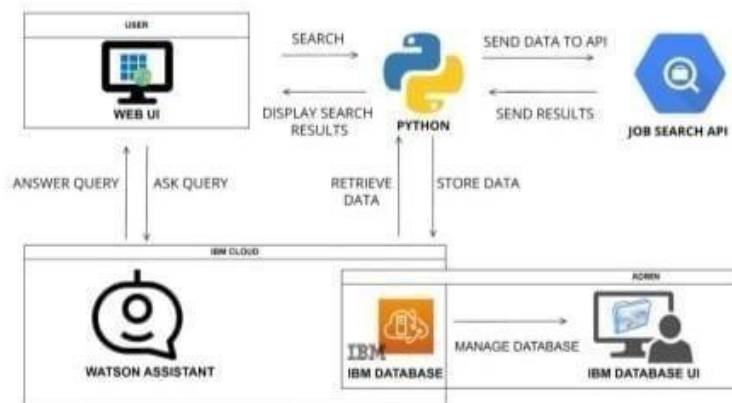 USER
WEB UI
SEARCH
DISPLAY SEARCH
RESULTS
PYTHON
SEND DATA TO API
SEND RESULTS
JOB SEARCH API
ANSWER QUERY
ASK QUERY
RETRIEVE
DATA
STORE DATA
IBM CLOUD
WATSON ASSISTANT
ADMIN
IBM
IBM DATABASE
MANAGE DATABASE
IBM DATABASE UI